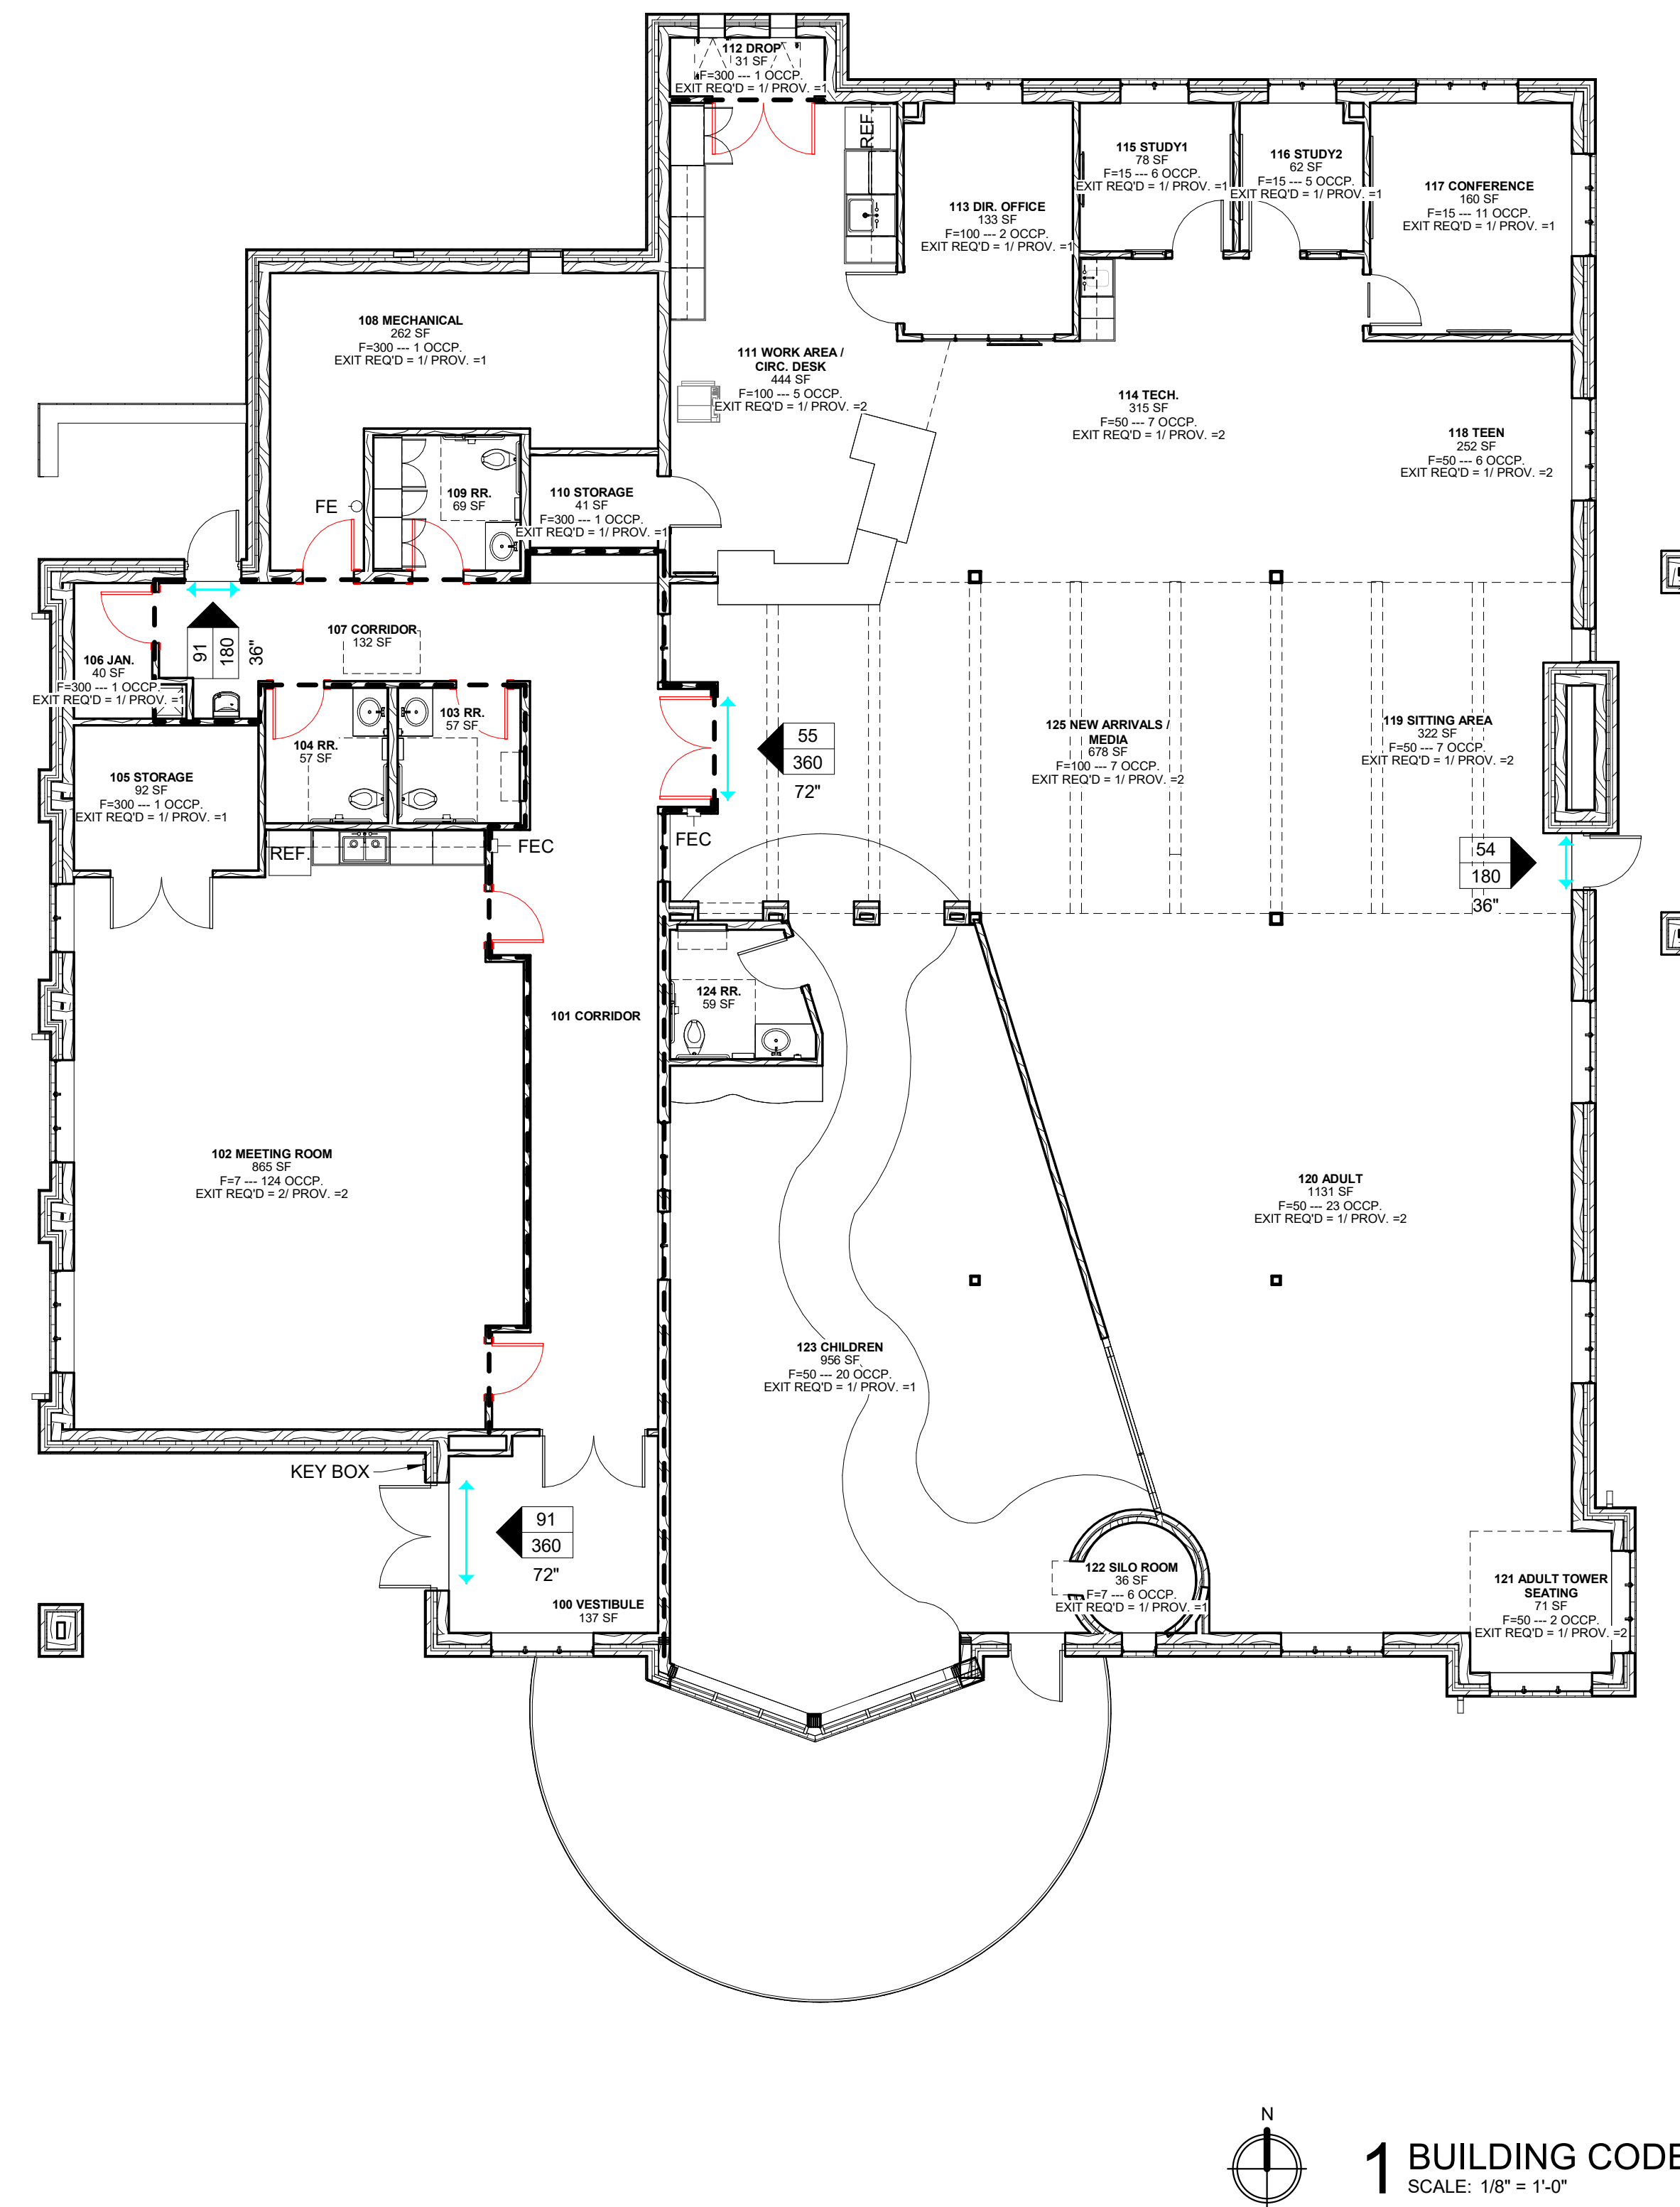 112 DROP
31 SF
F=300 --- 1 OCCP.
EXIT REQ'D = 1/ PROV. =1
REF.
115 STUDY1
78 SF
F=15 --- 6 OCCP.
EXIT REQ'D = 1/ PROV. =1
116 STUDY2
62 SF
F=15 --- 5 OCCP.
EXIT REQ'D = 1/ PROV. =1
117 CONFERENCE
160 SF
F=15 --- 11 OCCP.
EXIT REQ'D = 1/ PROV. =1
113 DIR. OFFICE
133 SF
F=100 --- 2 OCCP.
EXIT REQ'D = 1/ PROV. =1
108 MECHANICAL
262 SF
F=300 --- 1 OCCP.
EXIT REQ'D = 1/ PROV. =1
111 WORK AREA /
CIRC. DESK
444 SF
F=100 --- 5 OCCP.
EXIT REQ'D = 1/ PROV. =2
114 TECH.
315 SF
F=50 --- 7 OCCP.
EXIT REQ'D = 1/ PROV. =2
118 TEEN
252 SF
F=50 --- 6 OCCP.
EXIT REQ'D = 1/ PROV. =2
FE
109 RR.
69 SF
110 STORAGE
41 SF
F=300 --- 1 OCCP.
EXIT REQ'D = 1/ PROV. =1
107 CORRIDOR
132 SF
91
180
36"
106 JAN.
40 SF
F=300 --- 1 OCCP.
EXIT REQ'D = 1/ PROV. =1
103 RR.
57 SF
104 RR.
57 SF
55
360
72"
125 NEW ARRIVALS /
MEDIA
678 SF
F=100 --- 7 OCCP.
EXIT REQ'D = 1/ PROV. =2
119 SITTING AREA
322 SF
F=50 --- 7 OCCP.
EXIT REQ'D = 1/ PROV. =2
105 STORAGE
92 SF
F=300 --- 1 OCCP.
EXIT REQ'D = 1/ PROV. =1
REF.
FEC
FEC
54
180
36"
124 RR.
59 SF
101 CORRIDOR
102 MEETING ROOM
865 SF
F=7 --- 124 OCCP.
EXIT REQ'D = 2/ PROV. =2
120 ADULT
1131 SF
F=50 --- 23 OCCP.
EXIT REQ'D = 1/ PROV. =2
123 CHILDREN
956 SF
F=50 --- 20 OCCP.
EXIT REQ'D = 1/ PROV. =1
KEY BOX
91
360
72"
100 VESTIBULE
137 SF
122 SILO ROOM
36 SF
F=7 --- 6 OCCP.
EXIT REQ'D = 1/ PROV. =1
121 ADULT TOWER
SEATING
71 SF
F=50 --- 2 OCCP.
EXIT REQ'D = 1/ PROV. =2
N
1 BUILDING CODE
SCALE: 1/8" = 1'-0"